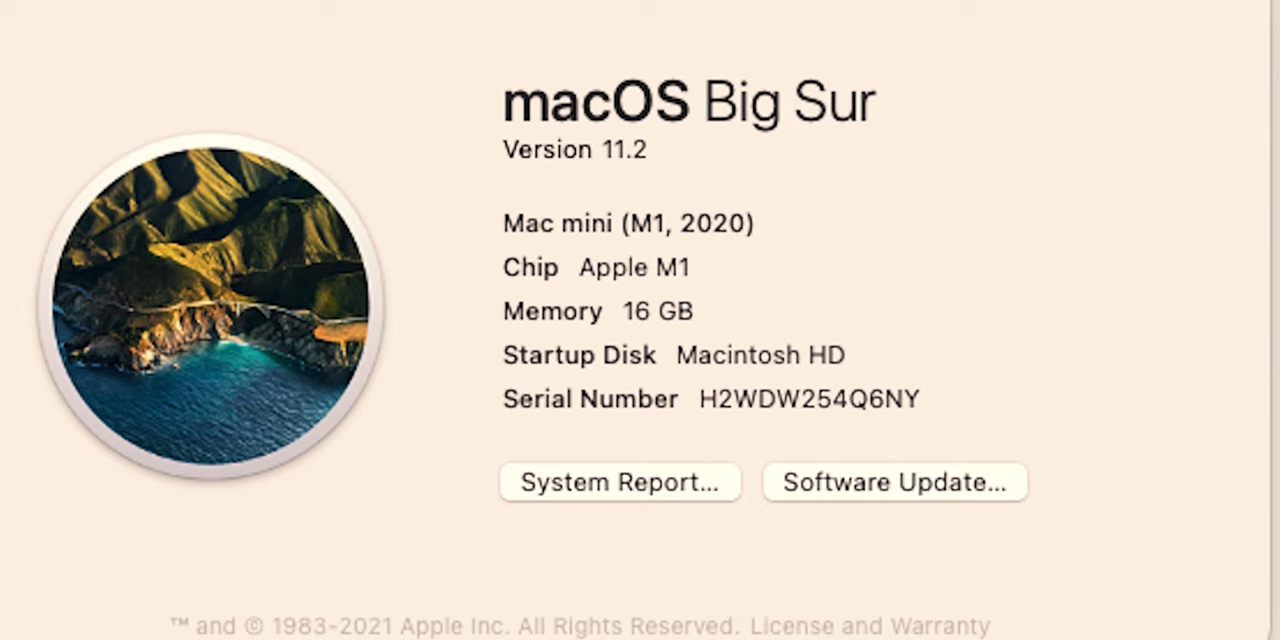 macOS Big Sur
Version 11.2
Mac mini (M1, 2020)
Chip Apple M1
Memory 16 GB
Startup Disk Macintosh HD
Serial Number H2WDW254Q6NY
System Report... Software Update...
™ and © 1983-2021 Apple Inc. All Rights Reserved. License and Warranty